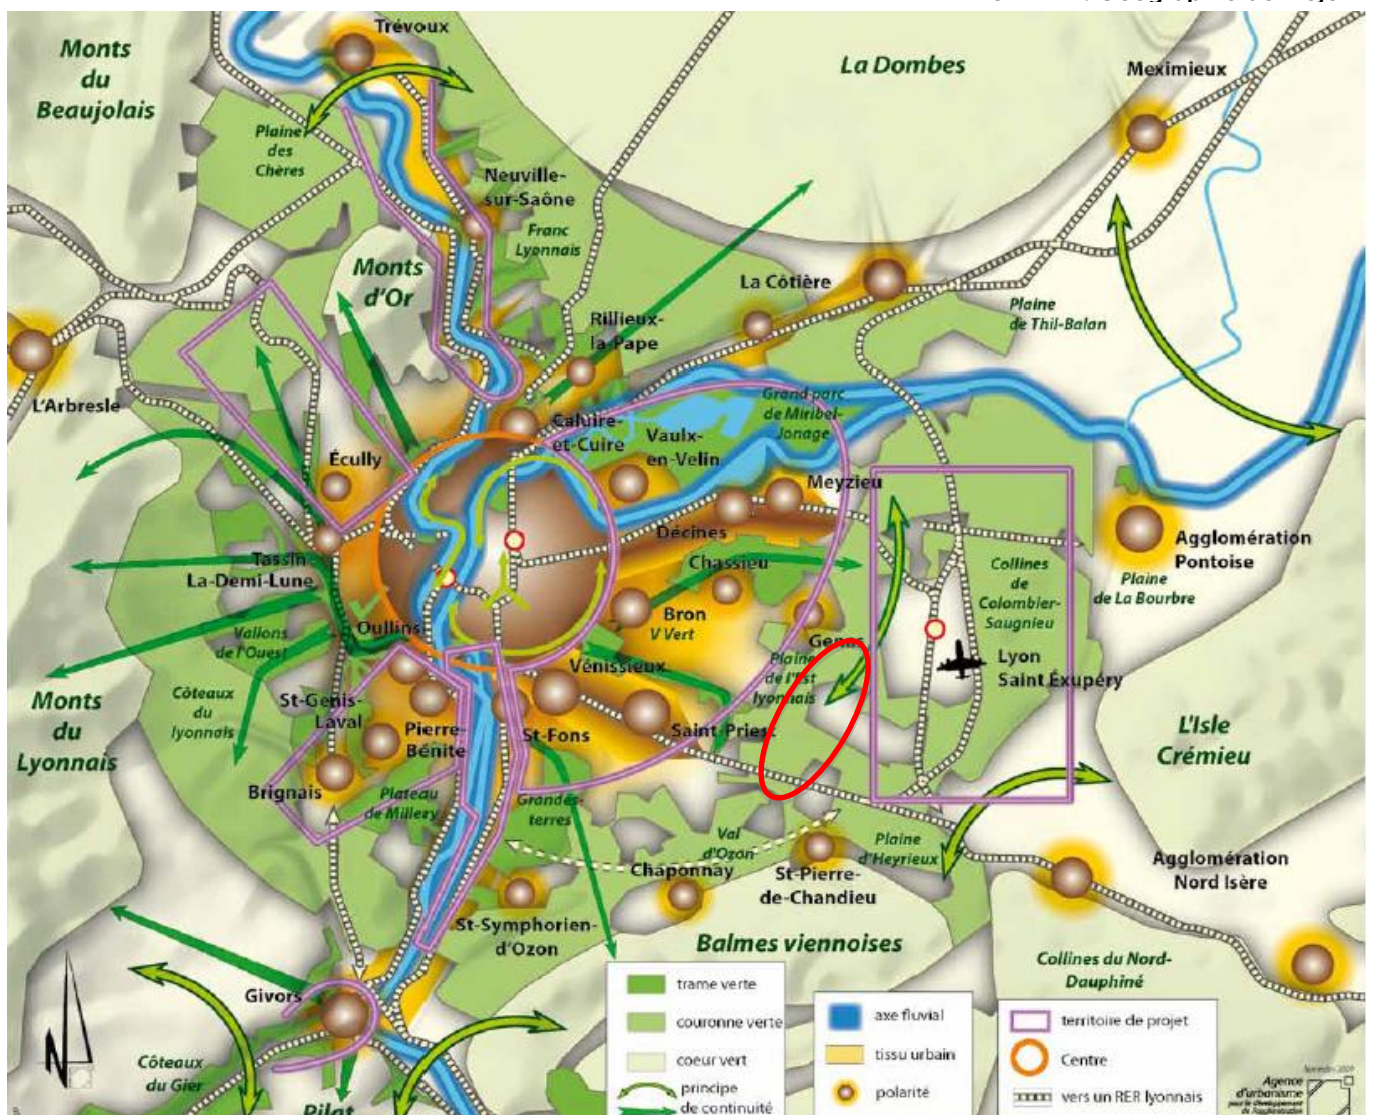 Trévoux
Monts
du
Beaujolais
La Dombes
Meximieux
Plaine
des
Chères
Neuville-
sur-Saône
Franc
Lyonnais
Monts
d'Or
La Côtière
Plaine
de Thil-Balan
Rillieux-
la-Pape
L'Arbresle
Grand parc
de Miribel-
Jonage
Caluire-
et-Cuire
Vaulx-
en-Velin
Écully
Meyzieu
Décines
Agglomération
Pontoise
Tassin-
La-Demi-Lune
Chassieu
Collines
de
Colombier-
Saugnieu
Plaine
de La Bourbre
Bron
V Vert
Oullins
Vallons
de l'Ouest
Genas
Vénissieux
Plaine
de l'Est
lyonnais
Lyon
Saint Éxupéry
Côteaux
du
lyonnais
St-Genis-
Laval
Monts
du
Lyonnais
Pierre-
Bénite
St-Fons
Saint-Priest
L'Isle
Crémieu
Brignais
Plateau
de Millery
Grandes-
terres
Val
d'Ozon
Plaine
d'Heyrieux
Chaponnay
St-Pierre-
de-Chandieu
Agglomération
Nord Isère
St-Symphorien-
d'Ozon
Balmes viennoises
Collines du Nord-
Dauphiné
Givors
Côteaux
du Gier
Pilat
N
trame verte
couronne verte
coeur vert
principe
de continuité
axe fluvial
tissu urbain
polarité
territoire de projet
Centre
vers un RER lyonnais
Agence
d'urbanisme
pour le développement
de l'agglomération